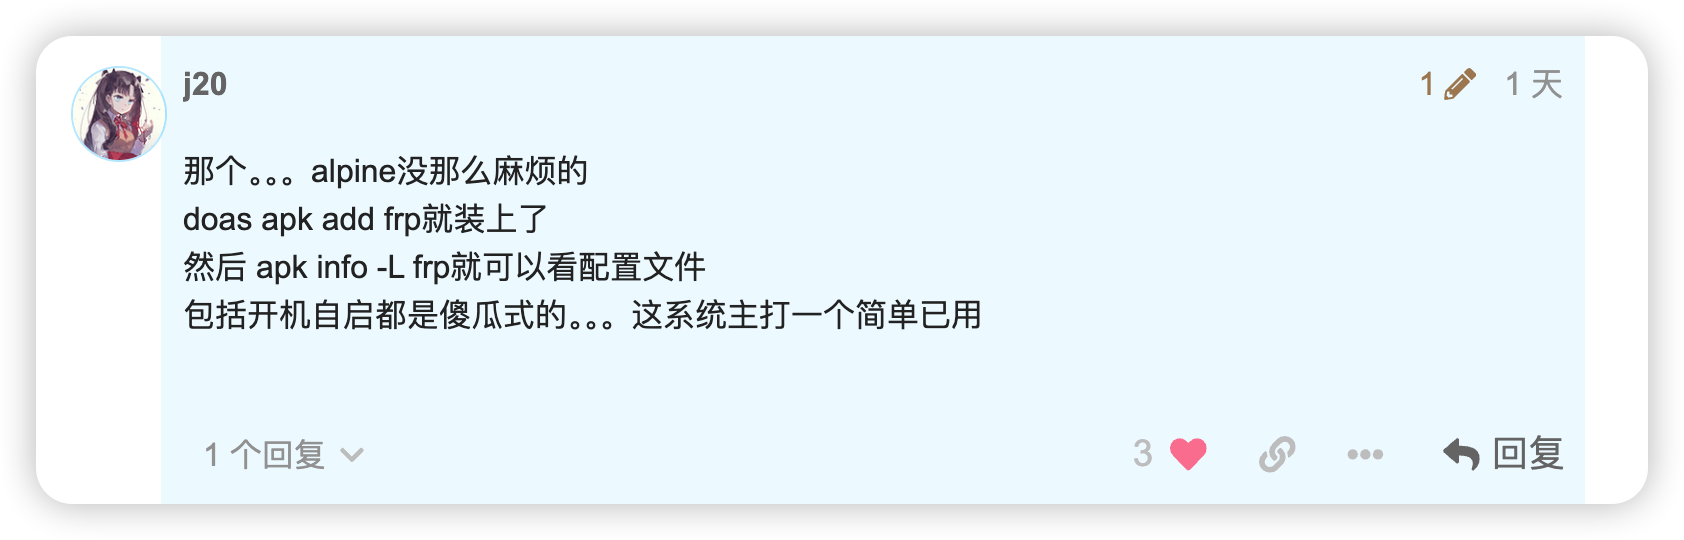 j20
1
1 天
那个。。。alpine没那么麻烦的
doas apk add frp就装上了
然后 apk info -L frp就可以看配置文件
包括开机自启都是傻瓜式的。。。这系统主打一个简单已用
1 个回复
3
回复